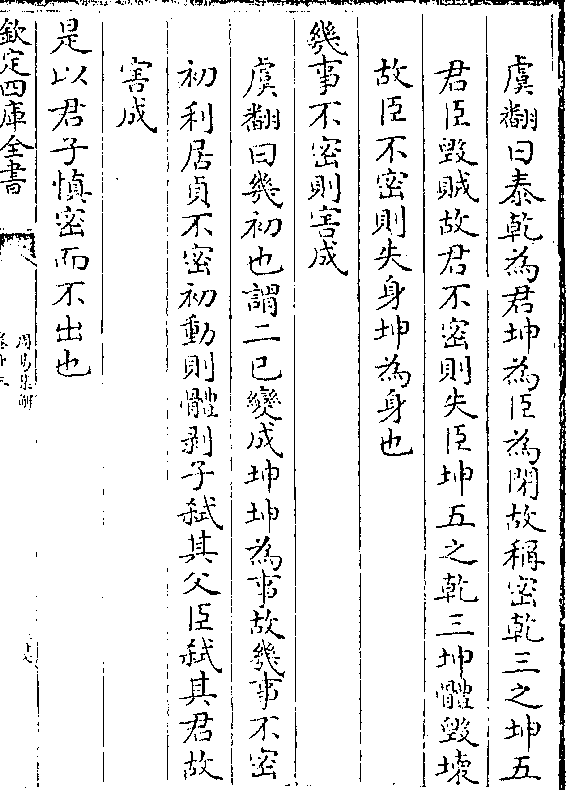 虞翻曰泰乾為君坤為臣為閉故稱密乾三之坤五
君臣毀賊故君不密則失臣坤五之乾三坤體毀壊
故臣不密則失身坤為身也
幾事不密則害成
虞翻曰幾初也謂二已變成坤坤為事故幾事不密
初利居貞不密初動則體剥子弑其父臣弑其君故
害成
是以君子慎密而不出也
欽定四庫全書
周易集解